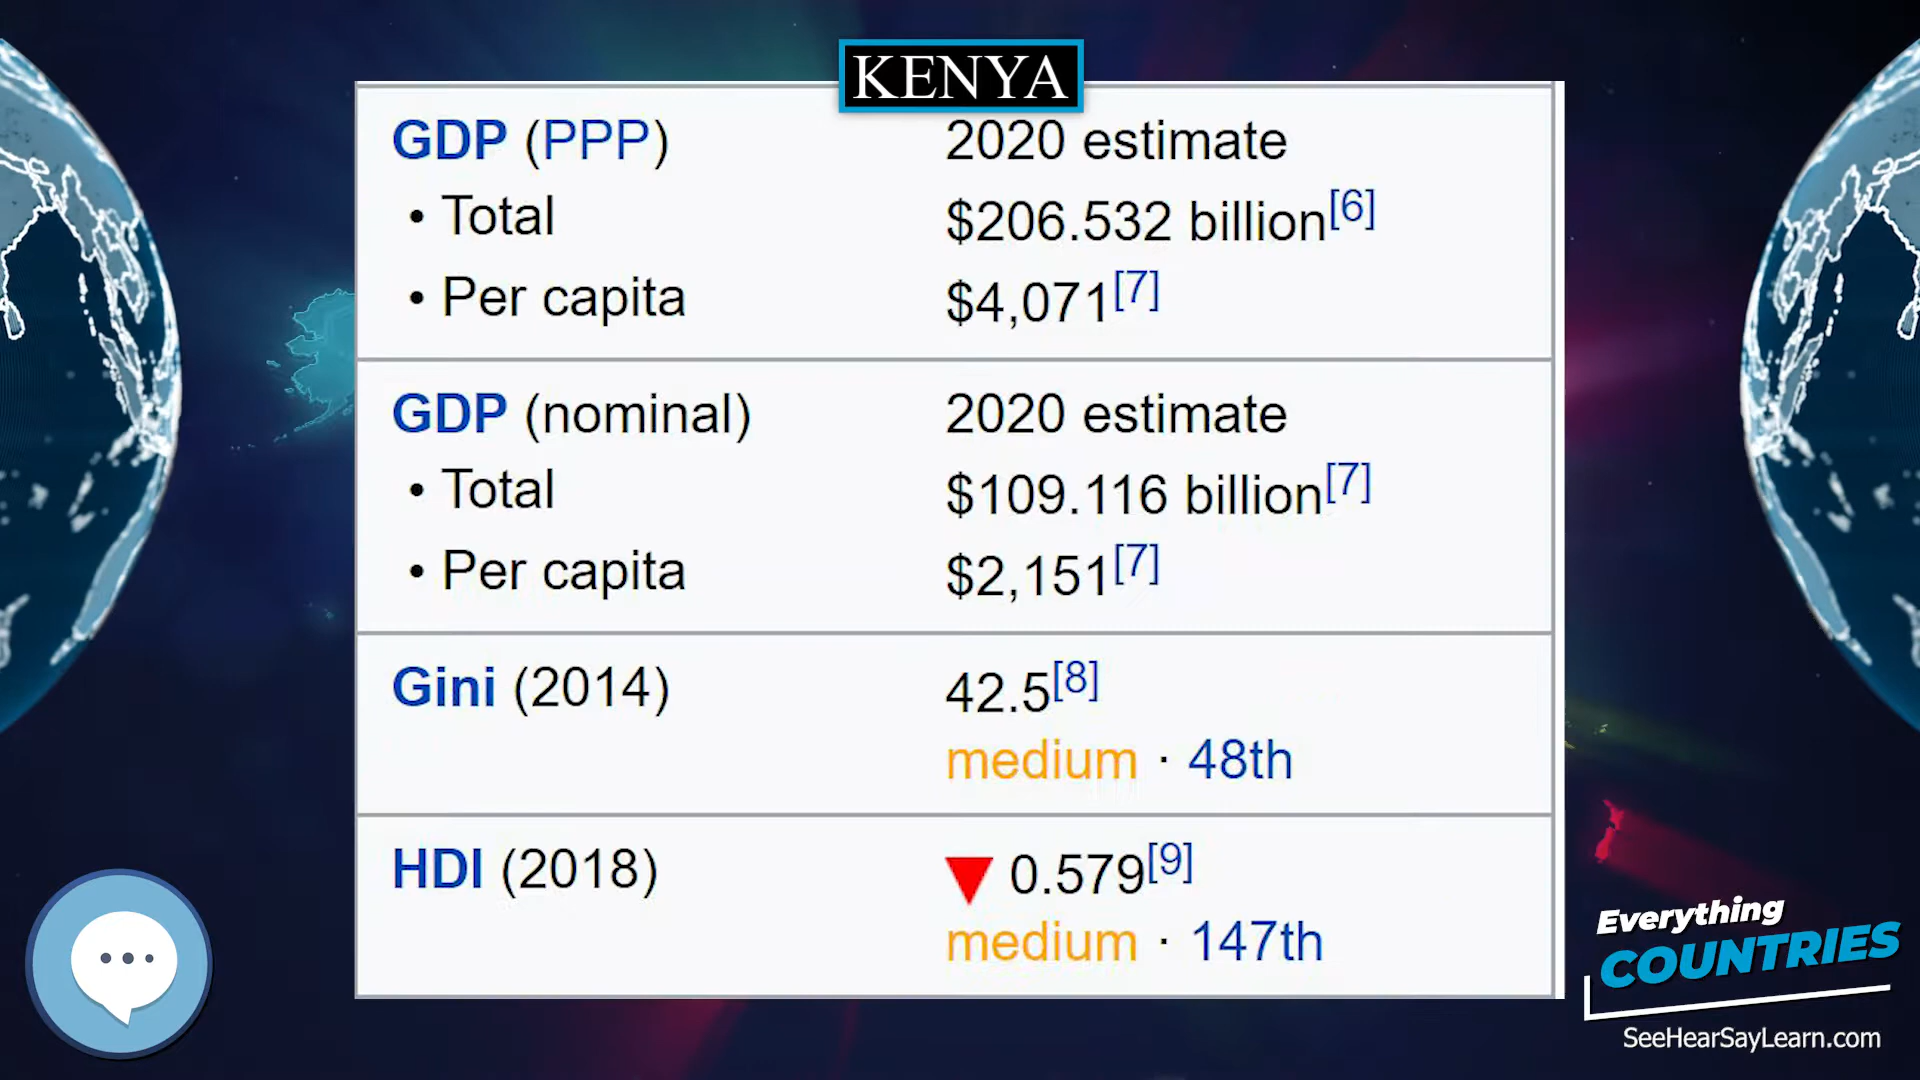 KENYA
GDP (PPP) 2020 estimate
• Total $206.532 billion[6]
• Per capita $4,071[7]
GDP (nominal) 2020 estimate
• Total $109.116 billion[7]
• Per capita $2,151[7]
Gini (2014) 42.5[8]
medium · 48th
HDI (2018) ▼ 0.579[9]
medium · 147th
Everything
COUNTRIES
SeeHearSayLearn.com